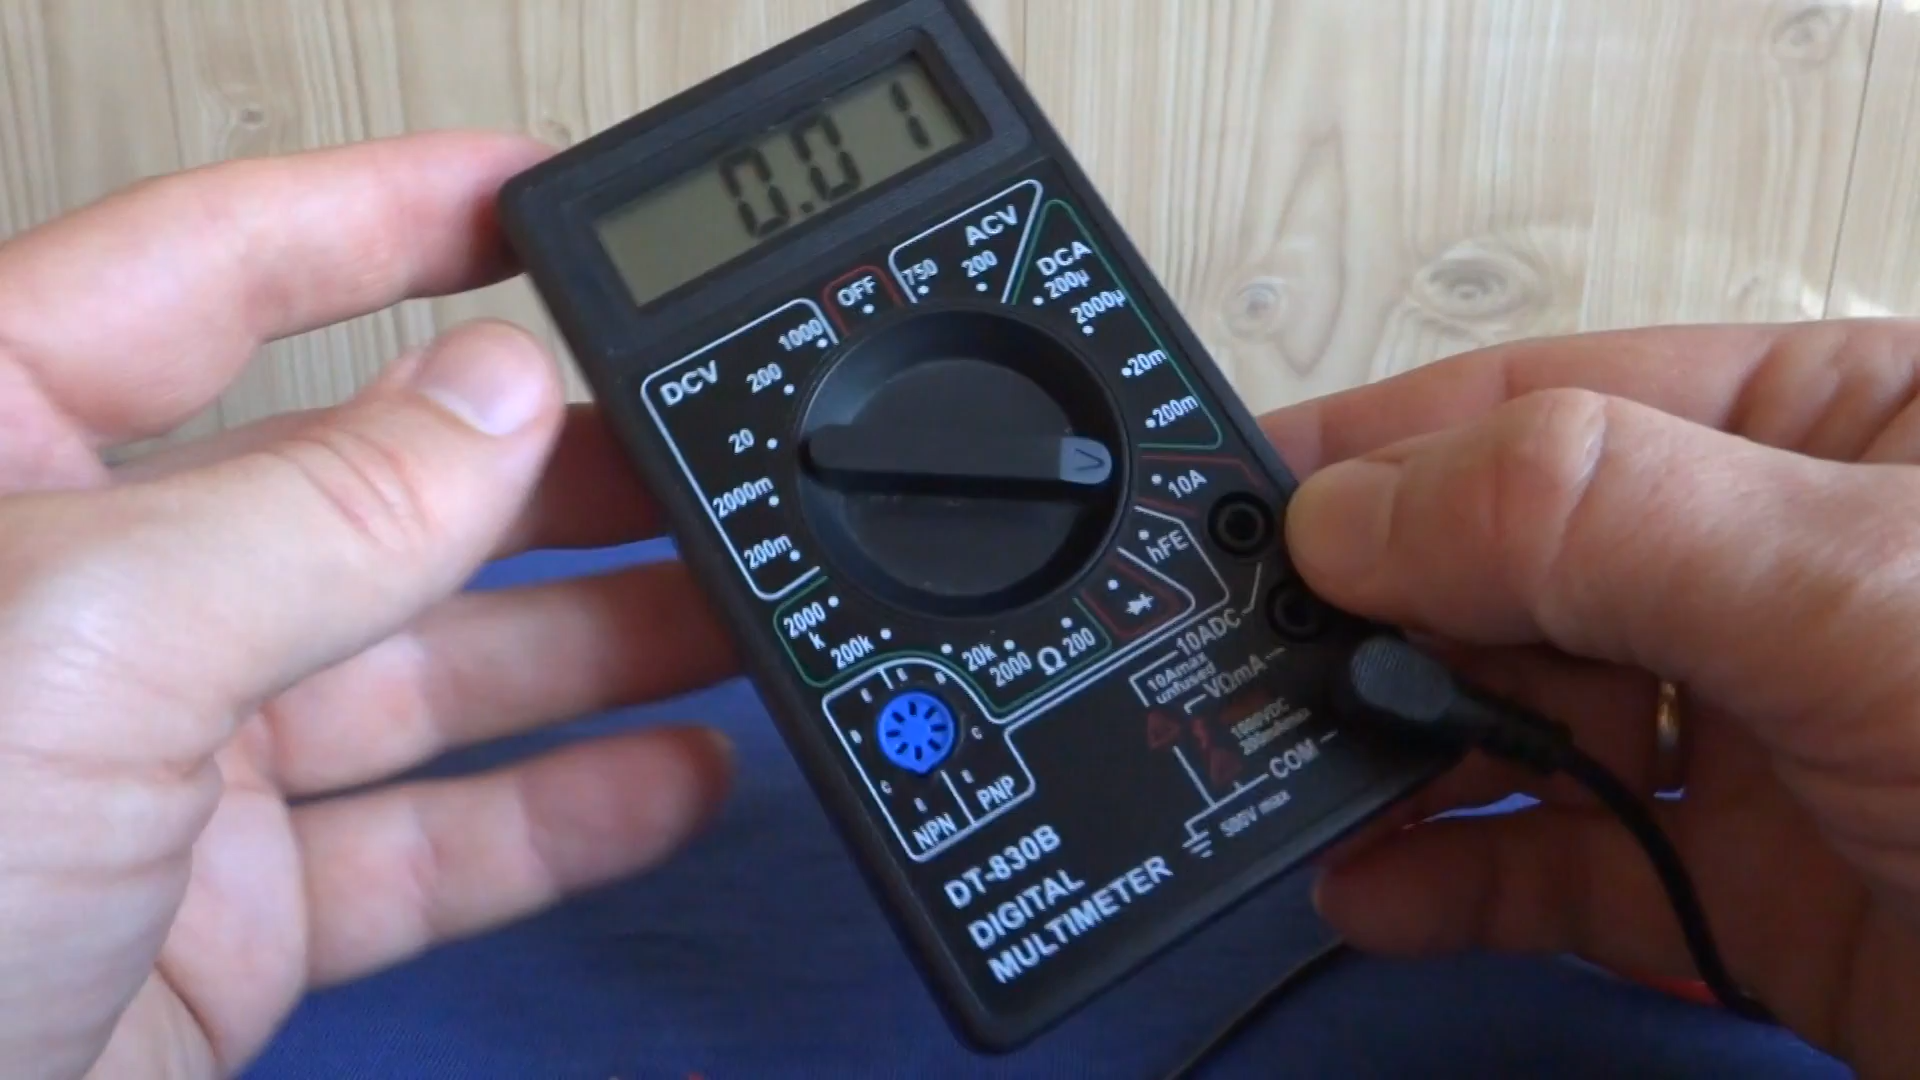 0.01
OFF
ACV
750
200
DCA
200µ
2000µ
20m
200m
10A
hFE
DCV
1000
200
20
2000m
200m
2000
k
200k
20k
2000
Ω
200
10ADC
10Amax
unfused
VΩmA
COM
500V max
E
B
C
E
C
E
B
NPN
PNP
DT-830B
DIGITAL
MULTIMETER